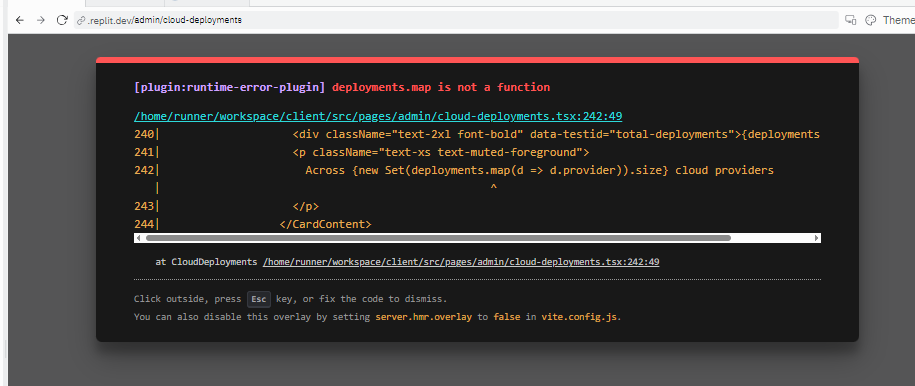 .replit.dev/admin/cloud-deployments
Theme
[plugin:runtime-error-plugin] deployments.map is not a function
/home/runner/workspace/client/src/pages/admin/cloud-deployments.tsx:242:49
240|                    <div className="text-2xl font-bold" data-testid="total-deployments">{deployments
241|                    <p className="text-xs text-muted-foreground">
242|                      Across {new Set(deployments.map(d => d.provider)).size} cloud providers
   |                                                  ^
243|                    </p>
244|                  </CardContent>
at CloudDeployments /home/runner/workspace/client/src/pages/admin/cloud-deployments.tsx:242:49
Click outside, press Esc key, or fix the code to dismiss.
You can also disable this overlay by setting server.hmr.overlay to false in vite.config.js.